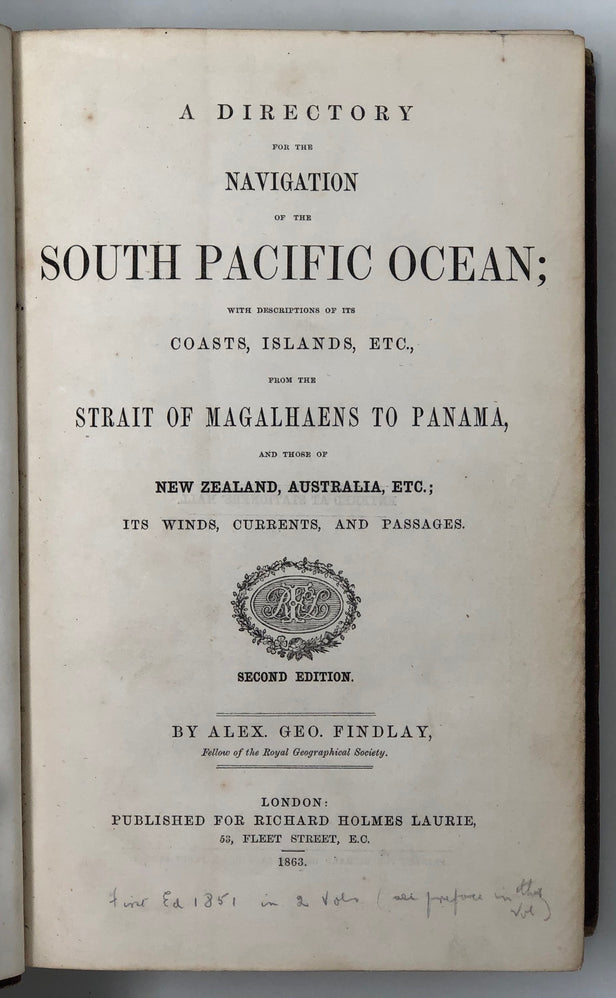 A DIRECTORY
FOR THE
NAVIGATION
OF THE
SOUTH PACIFIC OCEAN;
WITH DESCRIPTIONS OF ITS
COASTS, ISLANDS, ETC.,
FROM THE
STRAIT OF MAGALHAENS TO PANAMA,
AND THOSE OF
NEW ZEALAND, AUSTRALIA, ETC.;
ITS WINDS, CURRENTS, AND PASSAGES.
SECOND EDITION.
BY ALEX. GEO. FINDLAY,
Fellow of the Royal Geographical Society.
LONDON:
PUBLISHED FOR RICHARD HOLMES LAURIE,
53, FLEET STREET, E.C.
1863.
First Ed 1851 in 2 Vols (see preface in this
Vol)